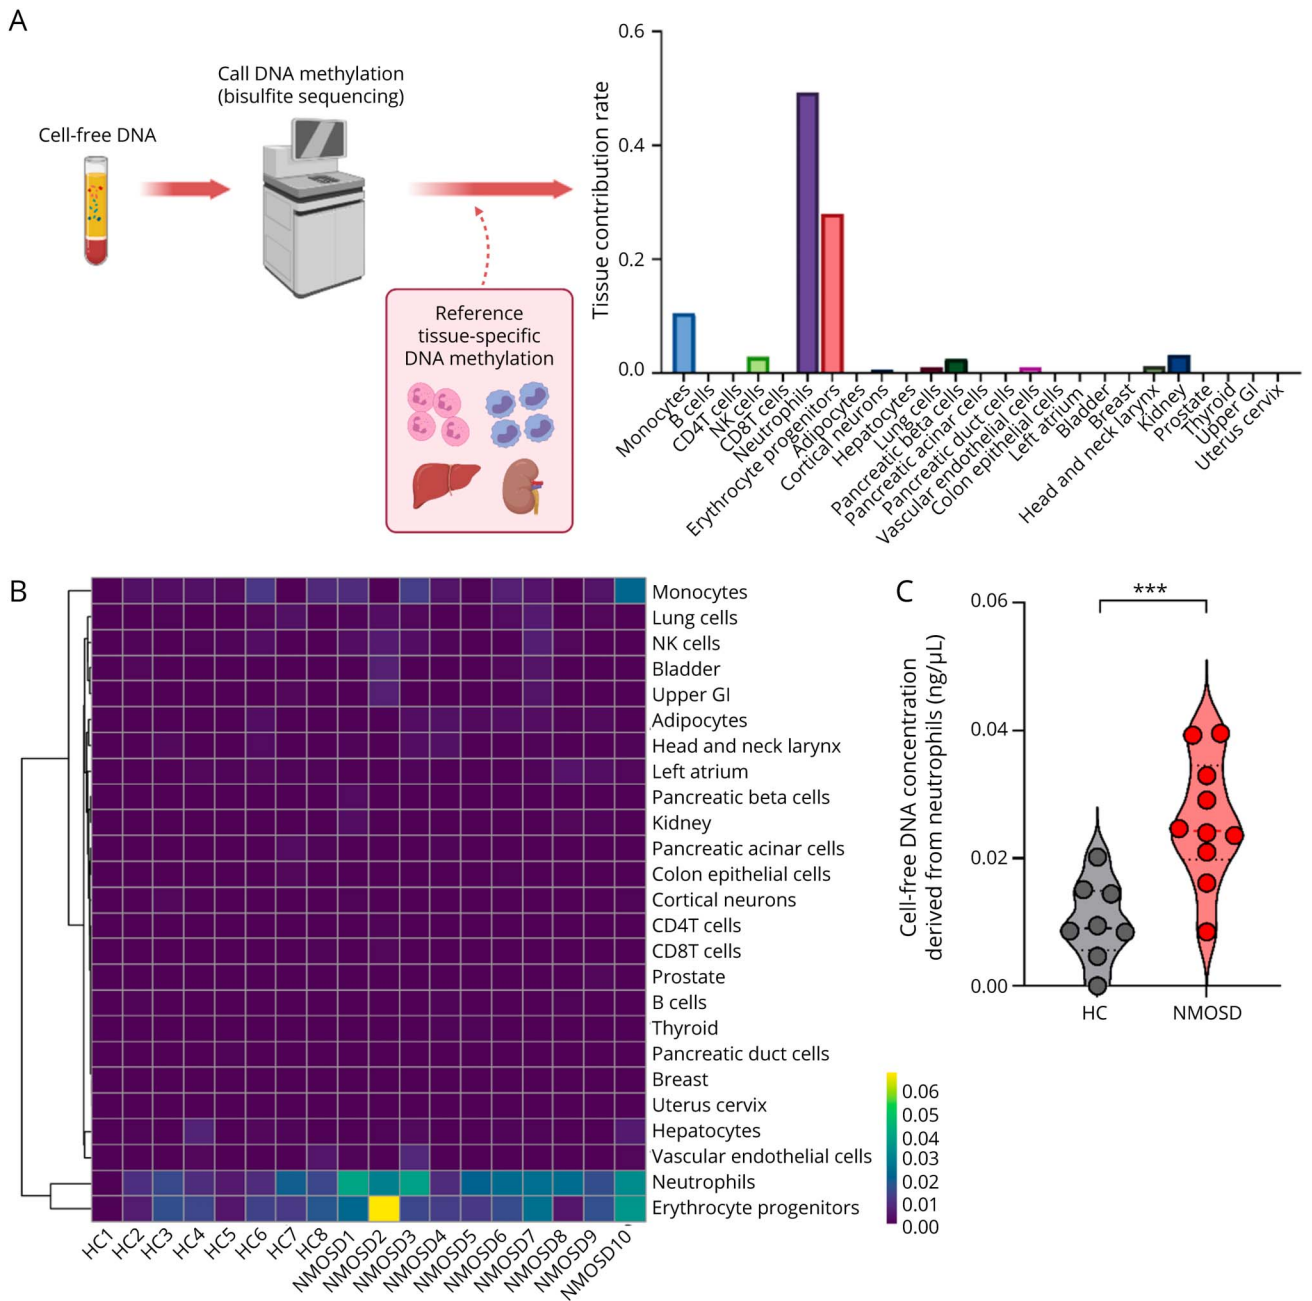 A
Cell-free DNA
Call DNA methylation
(bisulfite sequencing)
Reference
tissue-specific
DNA methylation
Tissue contribution rate
0.6
0.4
0.2
0.0
Monocytes
B cells
CD4T cells
NK cells
CD8T cells
Neutrophils
Erythrocyte progenitors
Adipocytes
Cortical neurons
Hepatocytes
Lung cells
Pancreatic beta cells
Pancreatic acinar cells
Pancreatic duct cells
Vascular endothelial cells
Colon epithelial cells
Left atrium
Bladder
Breast
Head and neck larynx
Kidney
Prostate
Thyroid
Upper GI
Uterus cervix
B
Monocytes
Lung cells
NK cells
Bladder
Upper GI
Adipocytes
Head and neck larynx
Left atrium
Pancreatic beta cells
Kidney
Pancreatic acinar cells
Colon epithelial cells
Cortical neurons
CD4T cells
CD8T cells
Prostate
B cells
Thyroid
Pancreatic duct cells
Breast
Uterus cervix
Hepatocytes
Vascular endothelial cells
Neutrophils
Erythrocyte progenitors
HC1
HC2
HC3
HC4
HC5
HC6
HC7
HC8
NMOSD1
NMOSD2
NMOSD3
NMOSD4
NMOSD5
NMOSD6
NMOSD7
NMOSD8
NMOSD9
NMOSD10
0.06
0.05
0.04
0.03
0.02
0.01
0.00
C
Cell-free DNA concentration
derived from neutrophils (ng/μL)
0.06
0.04
0.02
0.00
***
HC
NMOSD